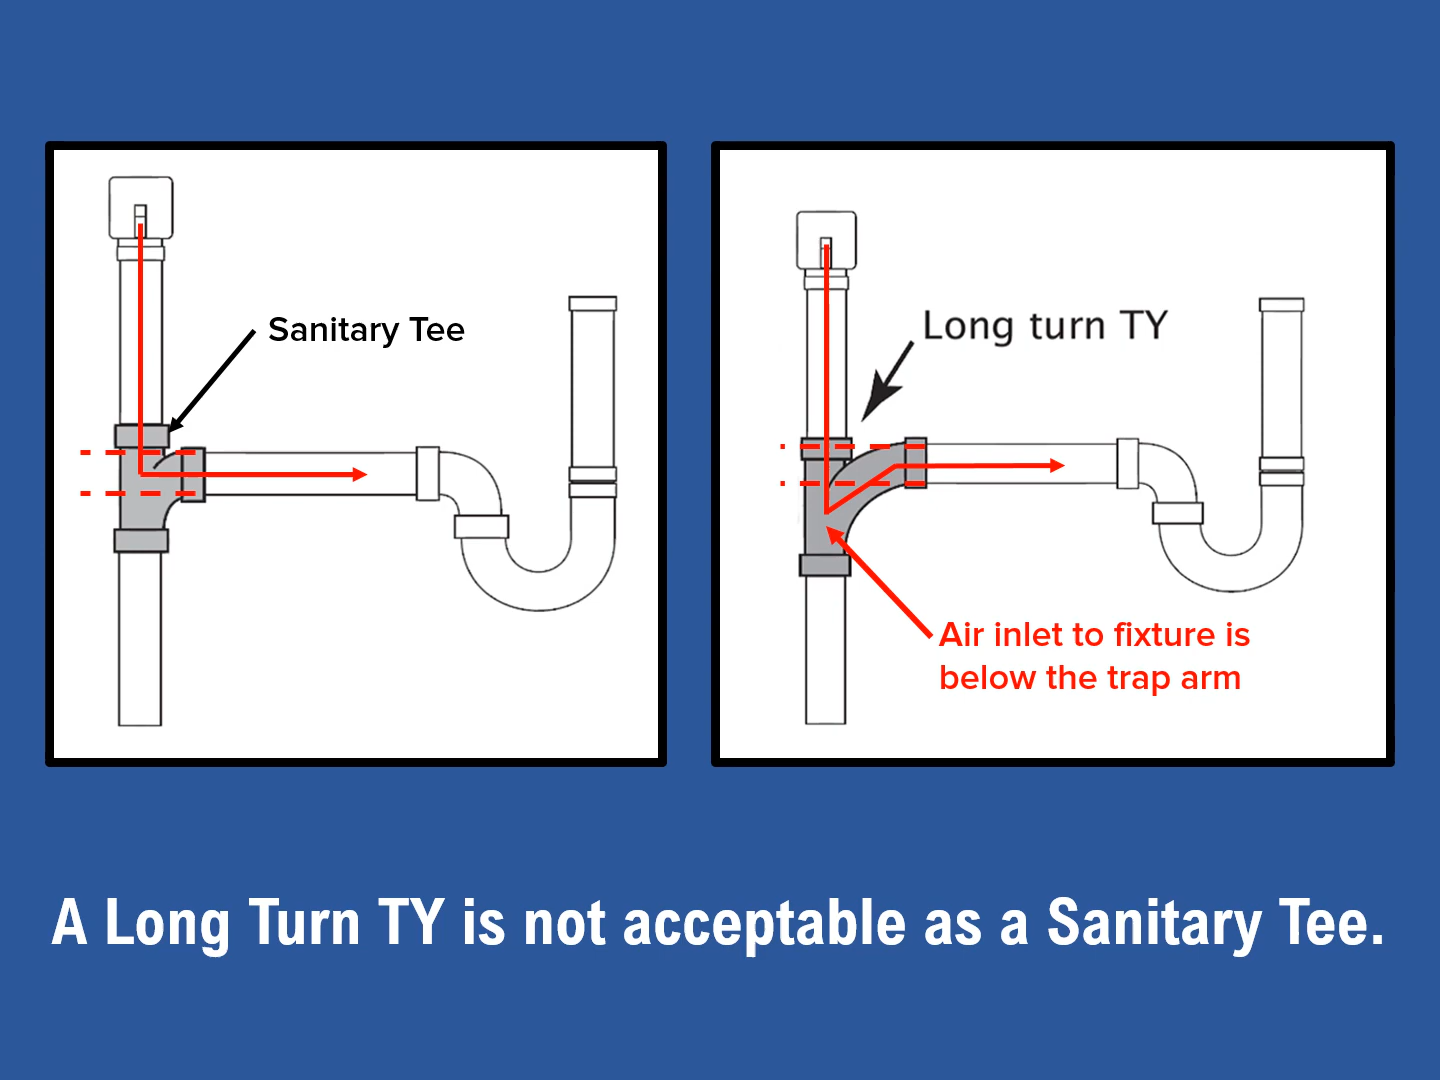 Sanitary Tee
Long turn TY
Air inlet to fixture is
below the trap arm
A Long Turn TY is not acceptable as a Sanitary Tee.